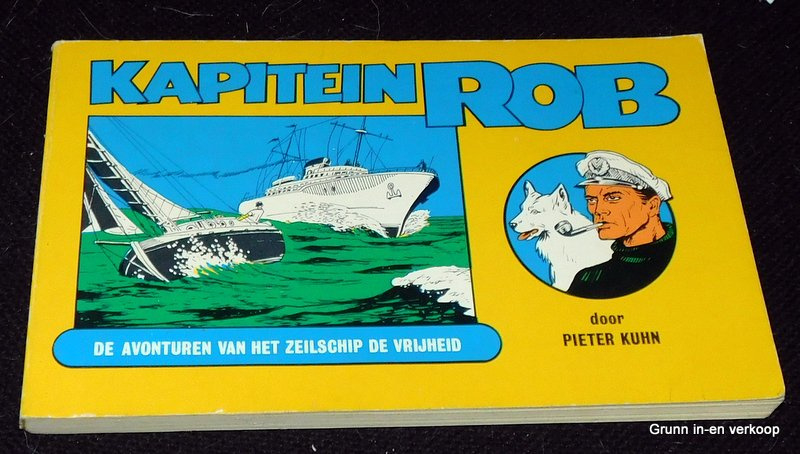 KAPITEIN ROB
DE AVONTUREN VAN HET ZEILSCHIP DE VRIJHEID
door
PIETER KUHN
Grunn in-en verkoop